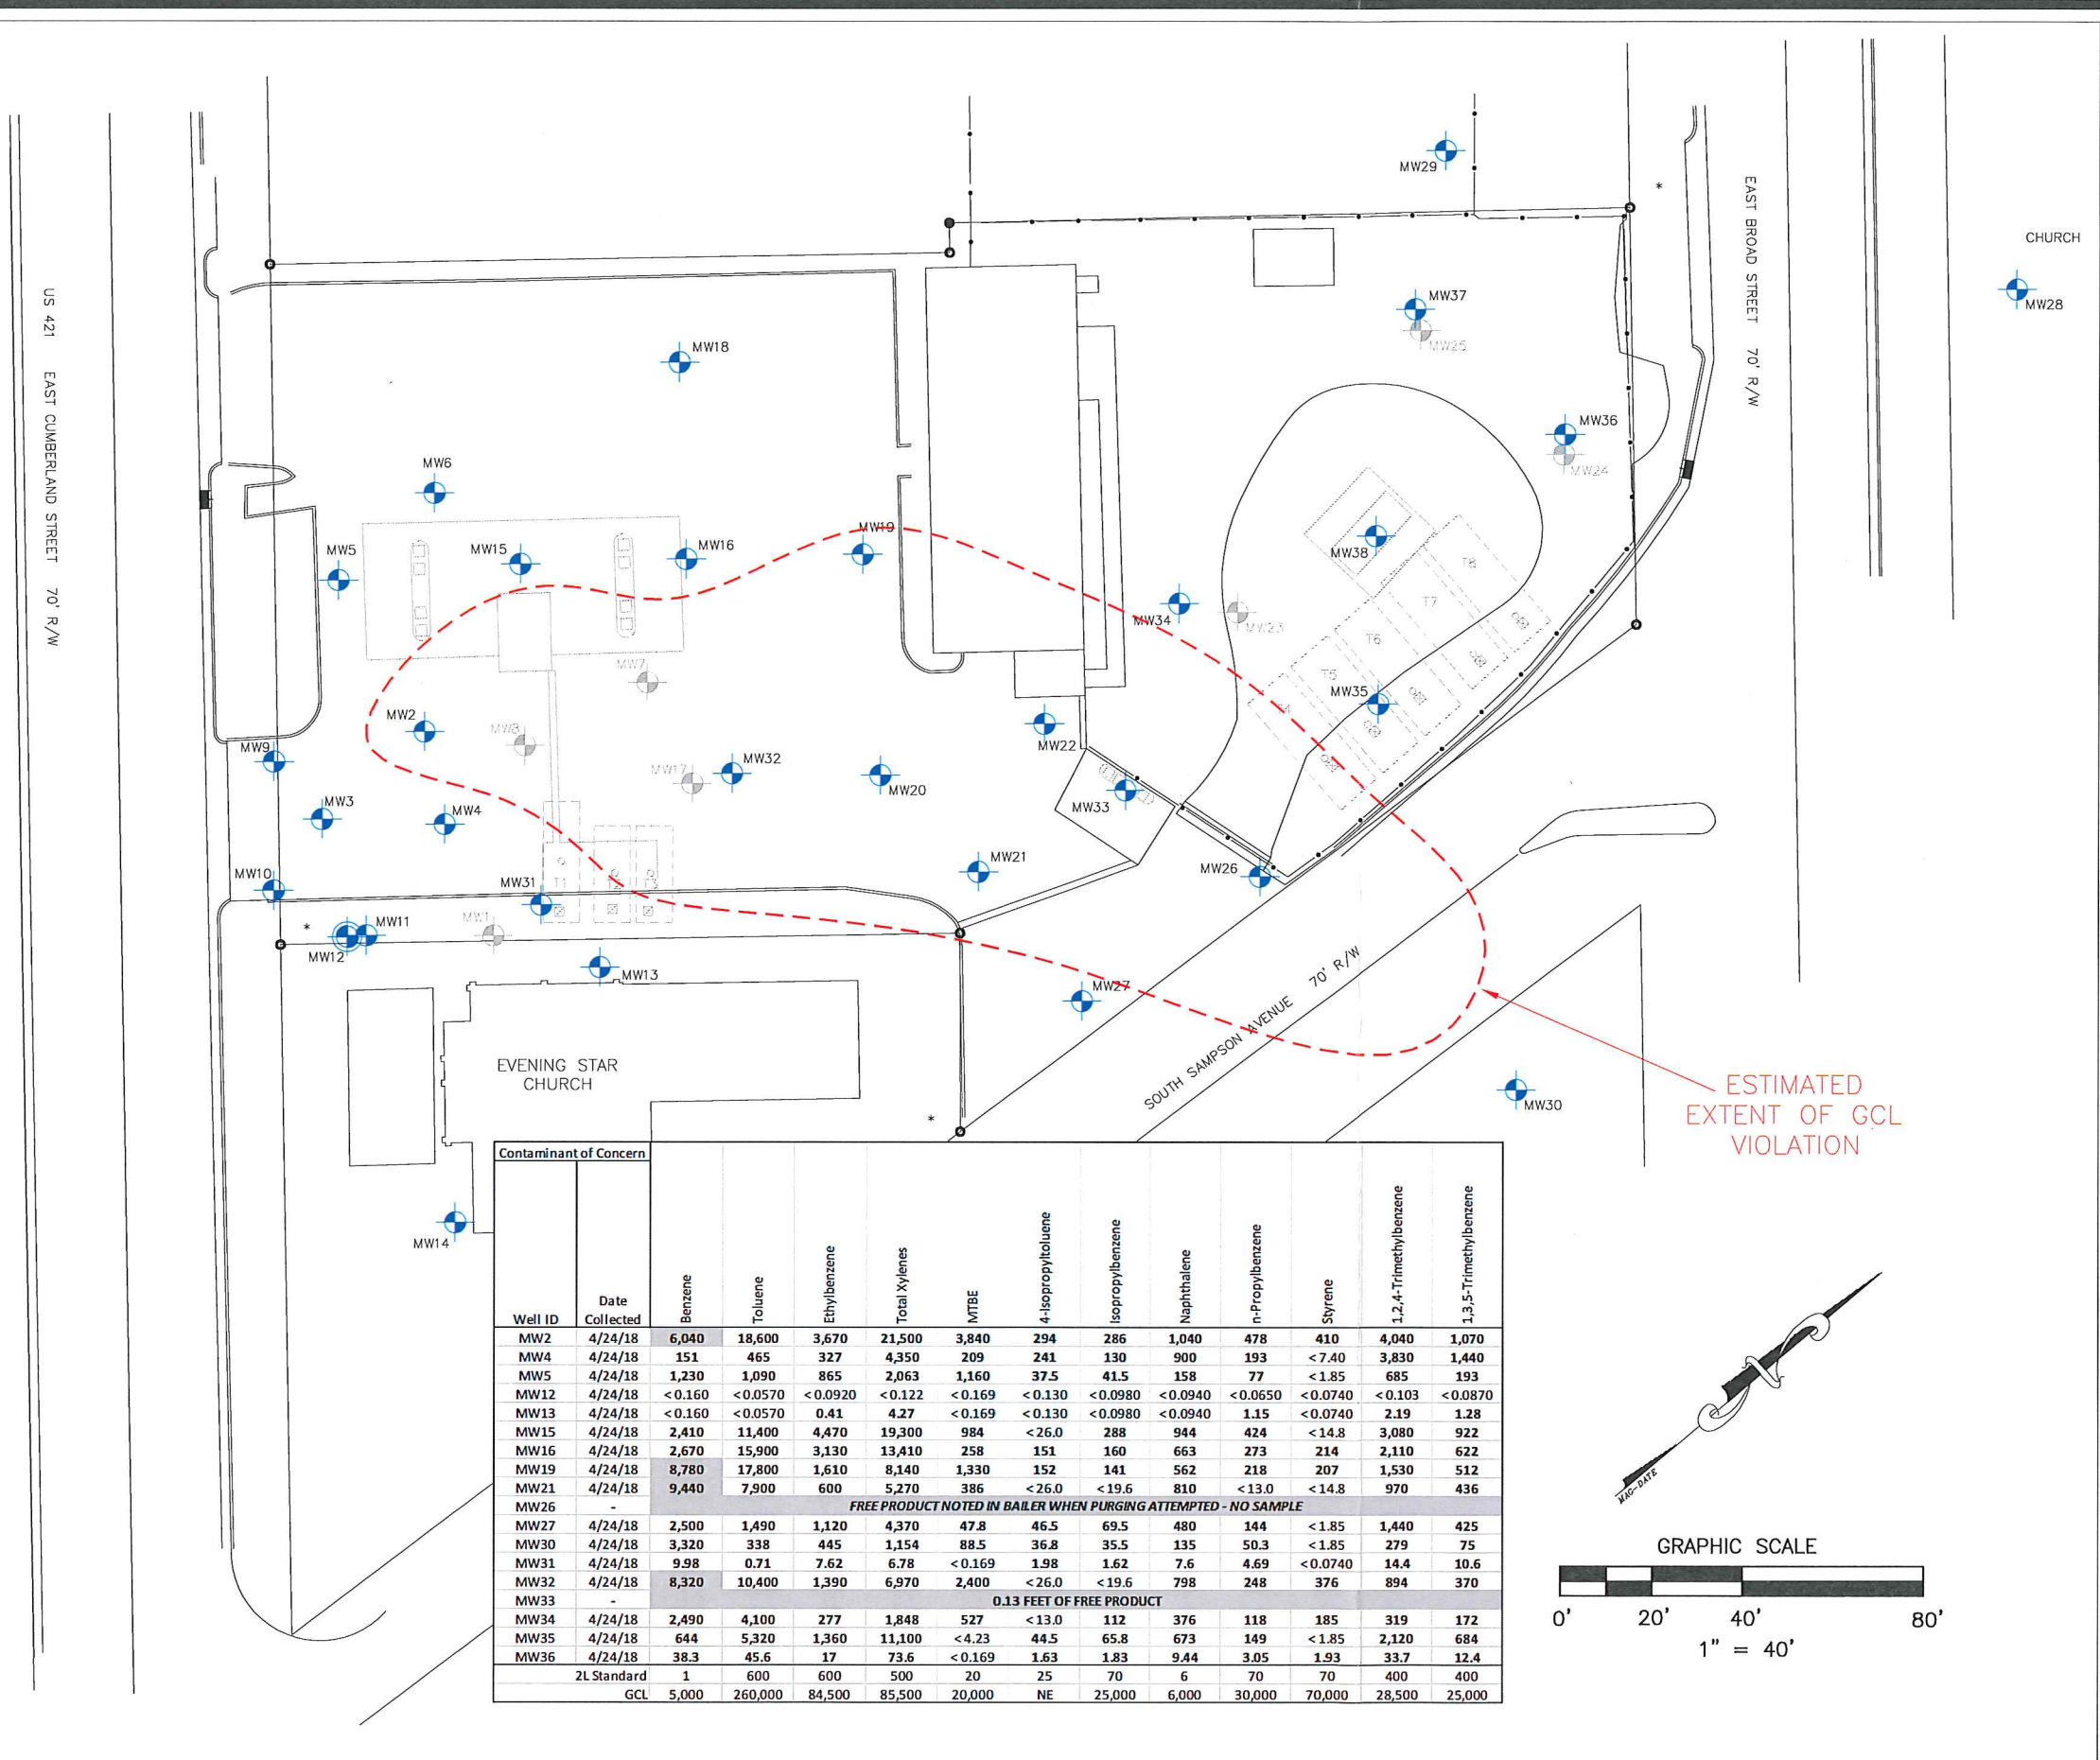 MW29
CHURCH
MW28
EAST BROAD STREET 70' R/W
US 421 EAST CUMBERLAND STREET 70' R/W
MW37
MW25
MW18
MW36
MW24
MW6
MW19
MW5
MW15
MW16
MW38
T8
T7
MW34
MW23
T6
MW7
T5
MW35
T4
MW2
MW8
MW9
MW22
MW17
MW32
MW20
MW33
MW3
MW4
MW21
MW26
MW10
MW31
T1
T2
T3
*
*
MW11
MW1
MW12
MW13
MW27
SOUTH SAMPSON AVENUE 70' R/W
EVENING STAR
CHURCH
*
MW30
ESTIMATED
EXTENT OF GCL
VIOLATION
MW14
Contaminant of Concern
Well ID Date Collected Benzene Toluene Ethylbenzene Total Xylenes MTBE 4-Isopropyltoluene Isopropylbenzene Naphthalene n-Propylbenzene Styrene 1,2,4-Trimethylbenzene 1,3,5-Trimethylbenzene
MW2 4/24/18 6,040 18,600 3,670 21,500 3,840 294 286 1,040 478 410 4,040 1,070
MW4 4/24/18 151 465 327 4,350 209 241 130 900 193 <7.40 3,830 1,440
MW5 4/24/18 1,230 1,090 865 2,063 1,160 37.5 41.5 158 77 <1.85 685 193
MW12 4/24/18 <0.160 <0.0570 <0.0920 <0.122 <0.169 <0.130 <0.0980 <0.0940 <0.0650 <0.0740 <0.103 <0.0870
MW13 4/24/18 <0.160 <0.0570 0.41 4.27 <0.169 <0.130 <0.0980 <0.0940 1.15 <0.0740 2.19 1.28
MW15 4/24/18 2,410 11,400 4,470 19,300 984 <26.0 288 944 424 <14.8 3,080 922
MW16 4/24/18 2,670 15,900 3,130 13,410 258 151 160 663 273 214 2,110 622
MW19 4/24/18 8,780 17,800 1,610 8,140 1,330 152 141 562 218 207 1,530 512
MW21 4/24/18 9,440 7,900 600 5,270 386 <26.0 <19.6 810 <13.0 <14.8 970 436
MW26 - FREE PRODUCT NOTED IN BAILER WHEN PURGING ATTEMPTED - NO SAMPLE
MW27 4/24/18 2,500 1,490 1,120 4,370 47.8 46.5 69.5 480 144 <1.85 1,440 425
MW30 4/24/18 3,320 338 445 1,154 88.5 36.8 35.5 135 50.3 <1.85 279 75
MW31 4/24/18 9.98 0.71 7.62 6.78 <0.169 1.98 1.62 7.6 4.69 <0.0740 14.4 10.6
MW32 4/24/18 8,320 10,400 1,390 6,970 2,400 <26.0 <19.6 798 248 376 894 370
MW33 - 0.13 FEET OF FREE PRODUCT
MW34 4/24/18 2,490 4,100 277 1,848 527 <13.0 112 376 118 185 319 172
MW35 4/24/18 644 5,320 1,360 11,100 <4.23 44.5 65.8 673 149 <1.85 2,120 684
MW36 4/24/18 38.3 45.6 17 73.6 <0.169 1.63 1.83 9.44 3.05 1.93 33.7 12.4
2L Standard 1 600 600 500 20 25 70 6 70 70 400 400
GCL 5,000 260,000 84,500 85,500 20,000 NE 25,000 6,000 30,000 70,000 28,500 25,000
MAG-DATE
GRAPHIC SCALE
0' 20' 40' 80'
1" = 40'